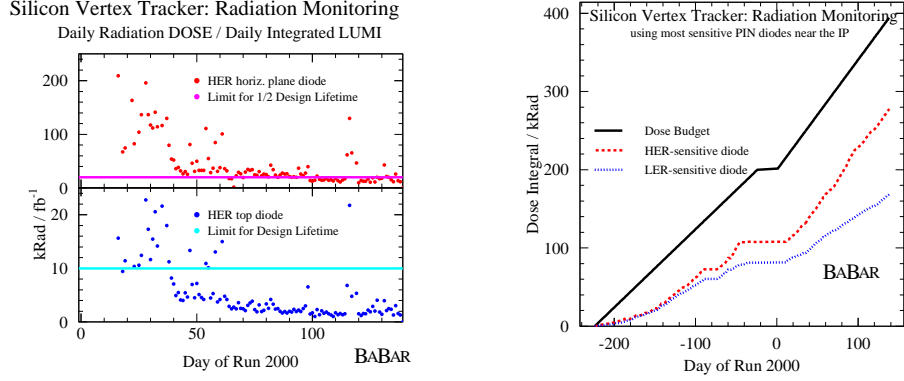 Silicon Vertex Tracker: Radiation Monitoring
Daily Radiation DOSE / Daily Integrated LUMI
200
100
0
HER horiz. plane diode
Limit for 1/2 Design Lifetime
kRad / fb⁻¹
20
10
0
HER top diode
Limit for Design Lifetime
0 50 100
Day of Run 2000
BABAR
Silicon Vertex Tracker: Radiation Monitoring
using most sensitive PIN diodes near the IP
Dose Integral / kRad
400
300
200
100
0
Dose Budget
HER-sensitive diode
LER-sensitive diode
BABAR
-200 -100 0 100
Day of Run 2000